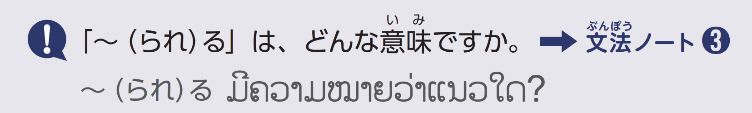 ! 「～（られ）る」は、どんな意味ですか。 ➡ 文法ノート❸
～（られ）る ມີຄວາມໝາຍວ່າແນວໃດ?